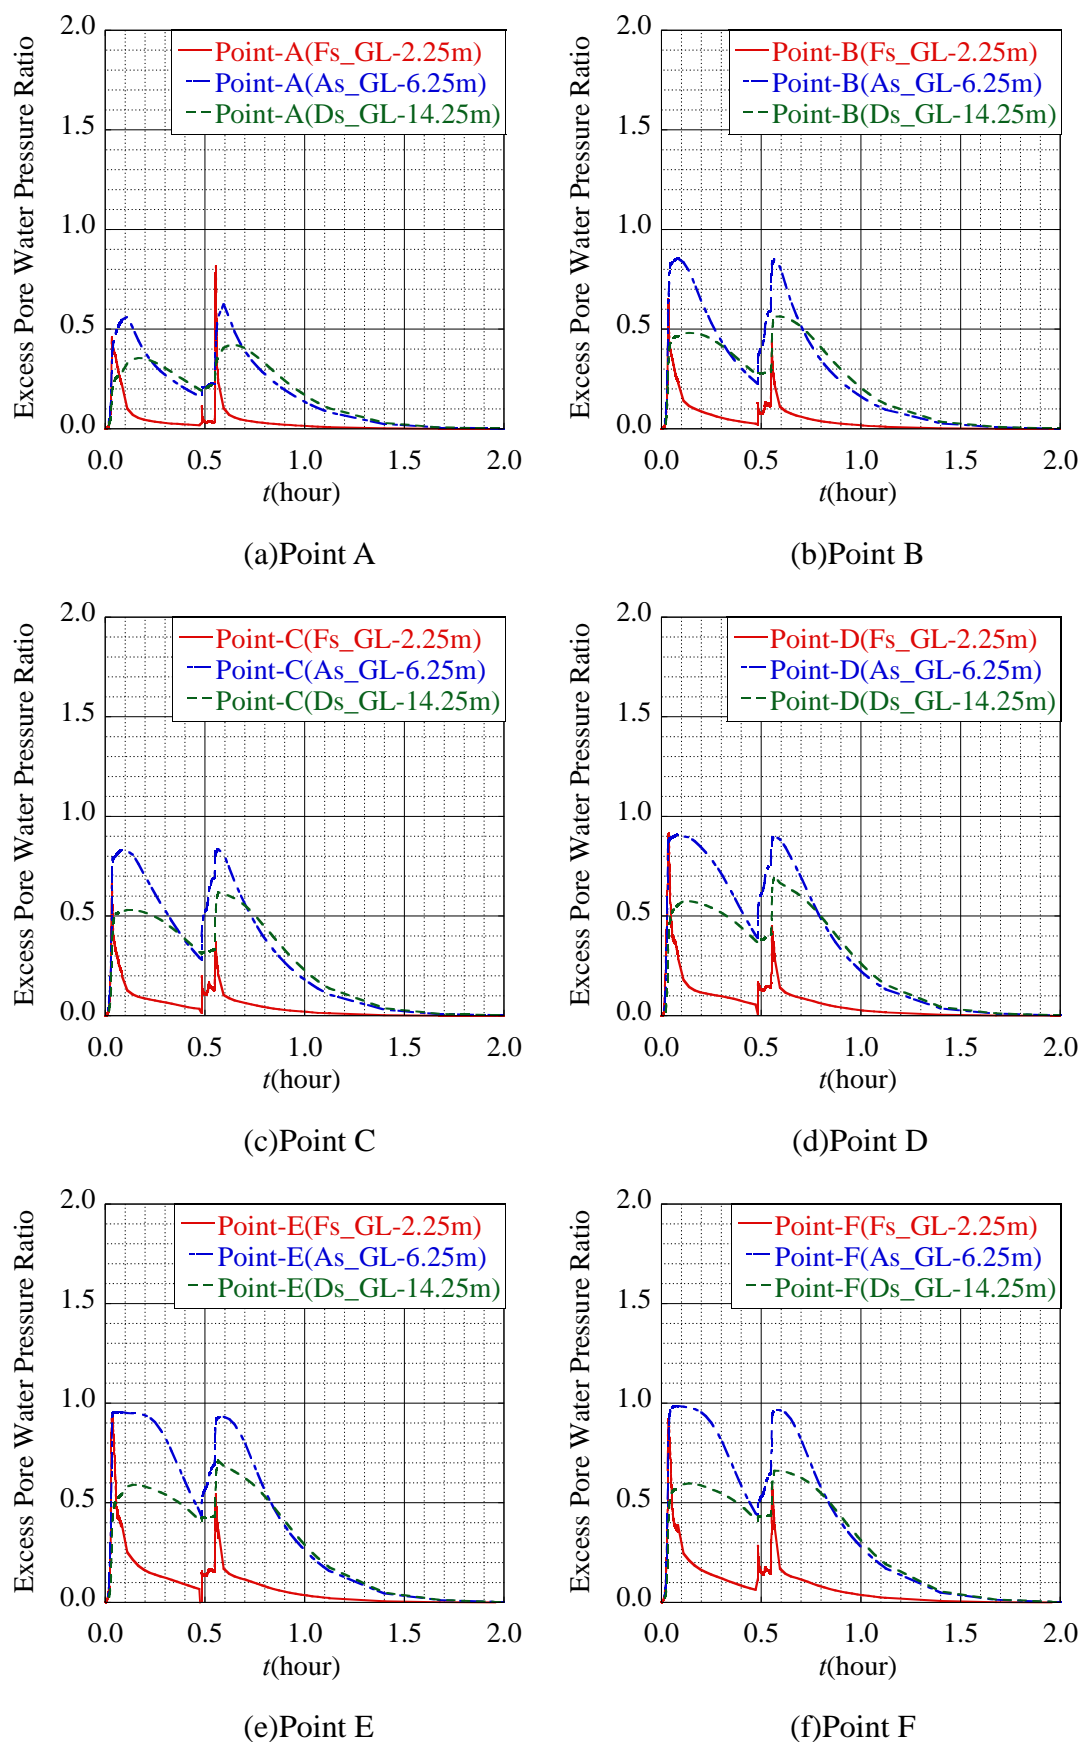 2.0
1.5
1.0
0.5
0.0
Excess Pore Water Pressure Ratio
Point-A(Fs_GL-2.25m)
Point-A(As_GL-6.25m)
Point-A(Ds_GL-14.25m)
0.0 0.5 1.0 1.5 2.0
t(hour)
(a)Point A
2.0
1.5
1.0
0.5
0.0
Excess Pore Water Pressure Ratio
Point-B(Fs_GL-2.25m)
Point-B(As_GL-6.25m)
Point-B(Ds_GL-14.25m)
0.0 0.5 1.0 1.5 2.0
t(hour)
(b)Point B
2.0
1.5
1.0
0.5
0.0
Excess Pore Water Pressure Ratio
Point-C(Fs_GL-2.25m)
Point-C(As_GL-6.25m)
Point-C(Ds_GL-14.25m)
0.0 0.5 1.0 1.5 2.0
t(hour)
(c)Point C
2.0
1.5
1.0
0.5
0.0
Excess Pore Water Pressure Ratio
Point-D(Fs_GL-2.25m)
Point-D(As_GL-6.25m)
Point-D(Ds_GL-14.25m)
0.0 0.5 1.0 1.5 2.0
t(hour)
(d)Point D
2.0
1.5
1.0
0.5
0.0
Excess Pore Water Pressure Ratio
Point-E(Fs_GL-2.25m)
Point-E(As_GL-6.25m)
Point-E(Ds_GL-14.25m)
0.0 0.5 1.0 1.5 2.0
t(hour)
(e)Point E
2.0
1.5
1.0
0.5
0.0
Excess Pore Water Pressure Ratio
Point-F(Fs_GL-2.25m)
Point-F(As_GL-6.25m)
Point-F(Ds_GL-14.25m)
0.0 0.5 1.0 1.5 2.0
t(hour)
(f)Point F